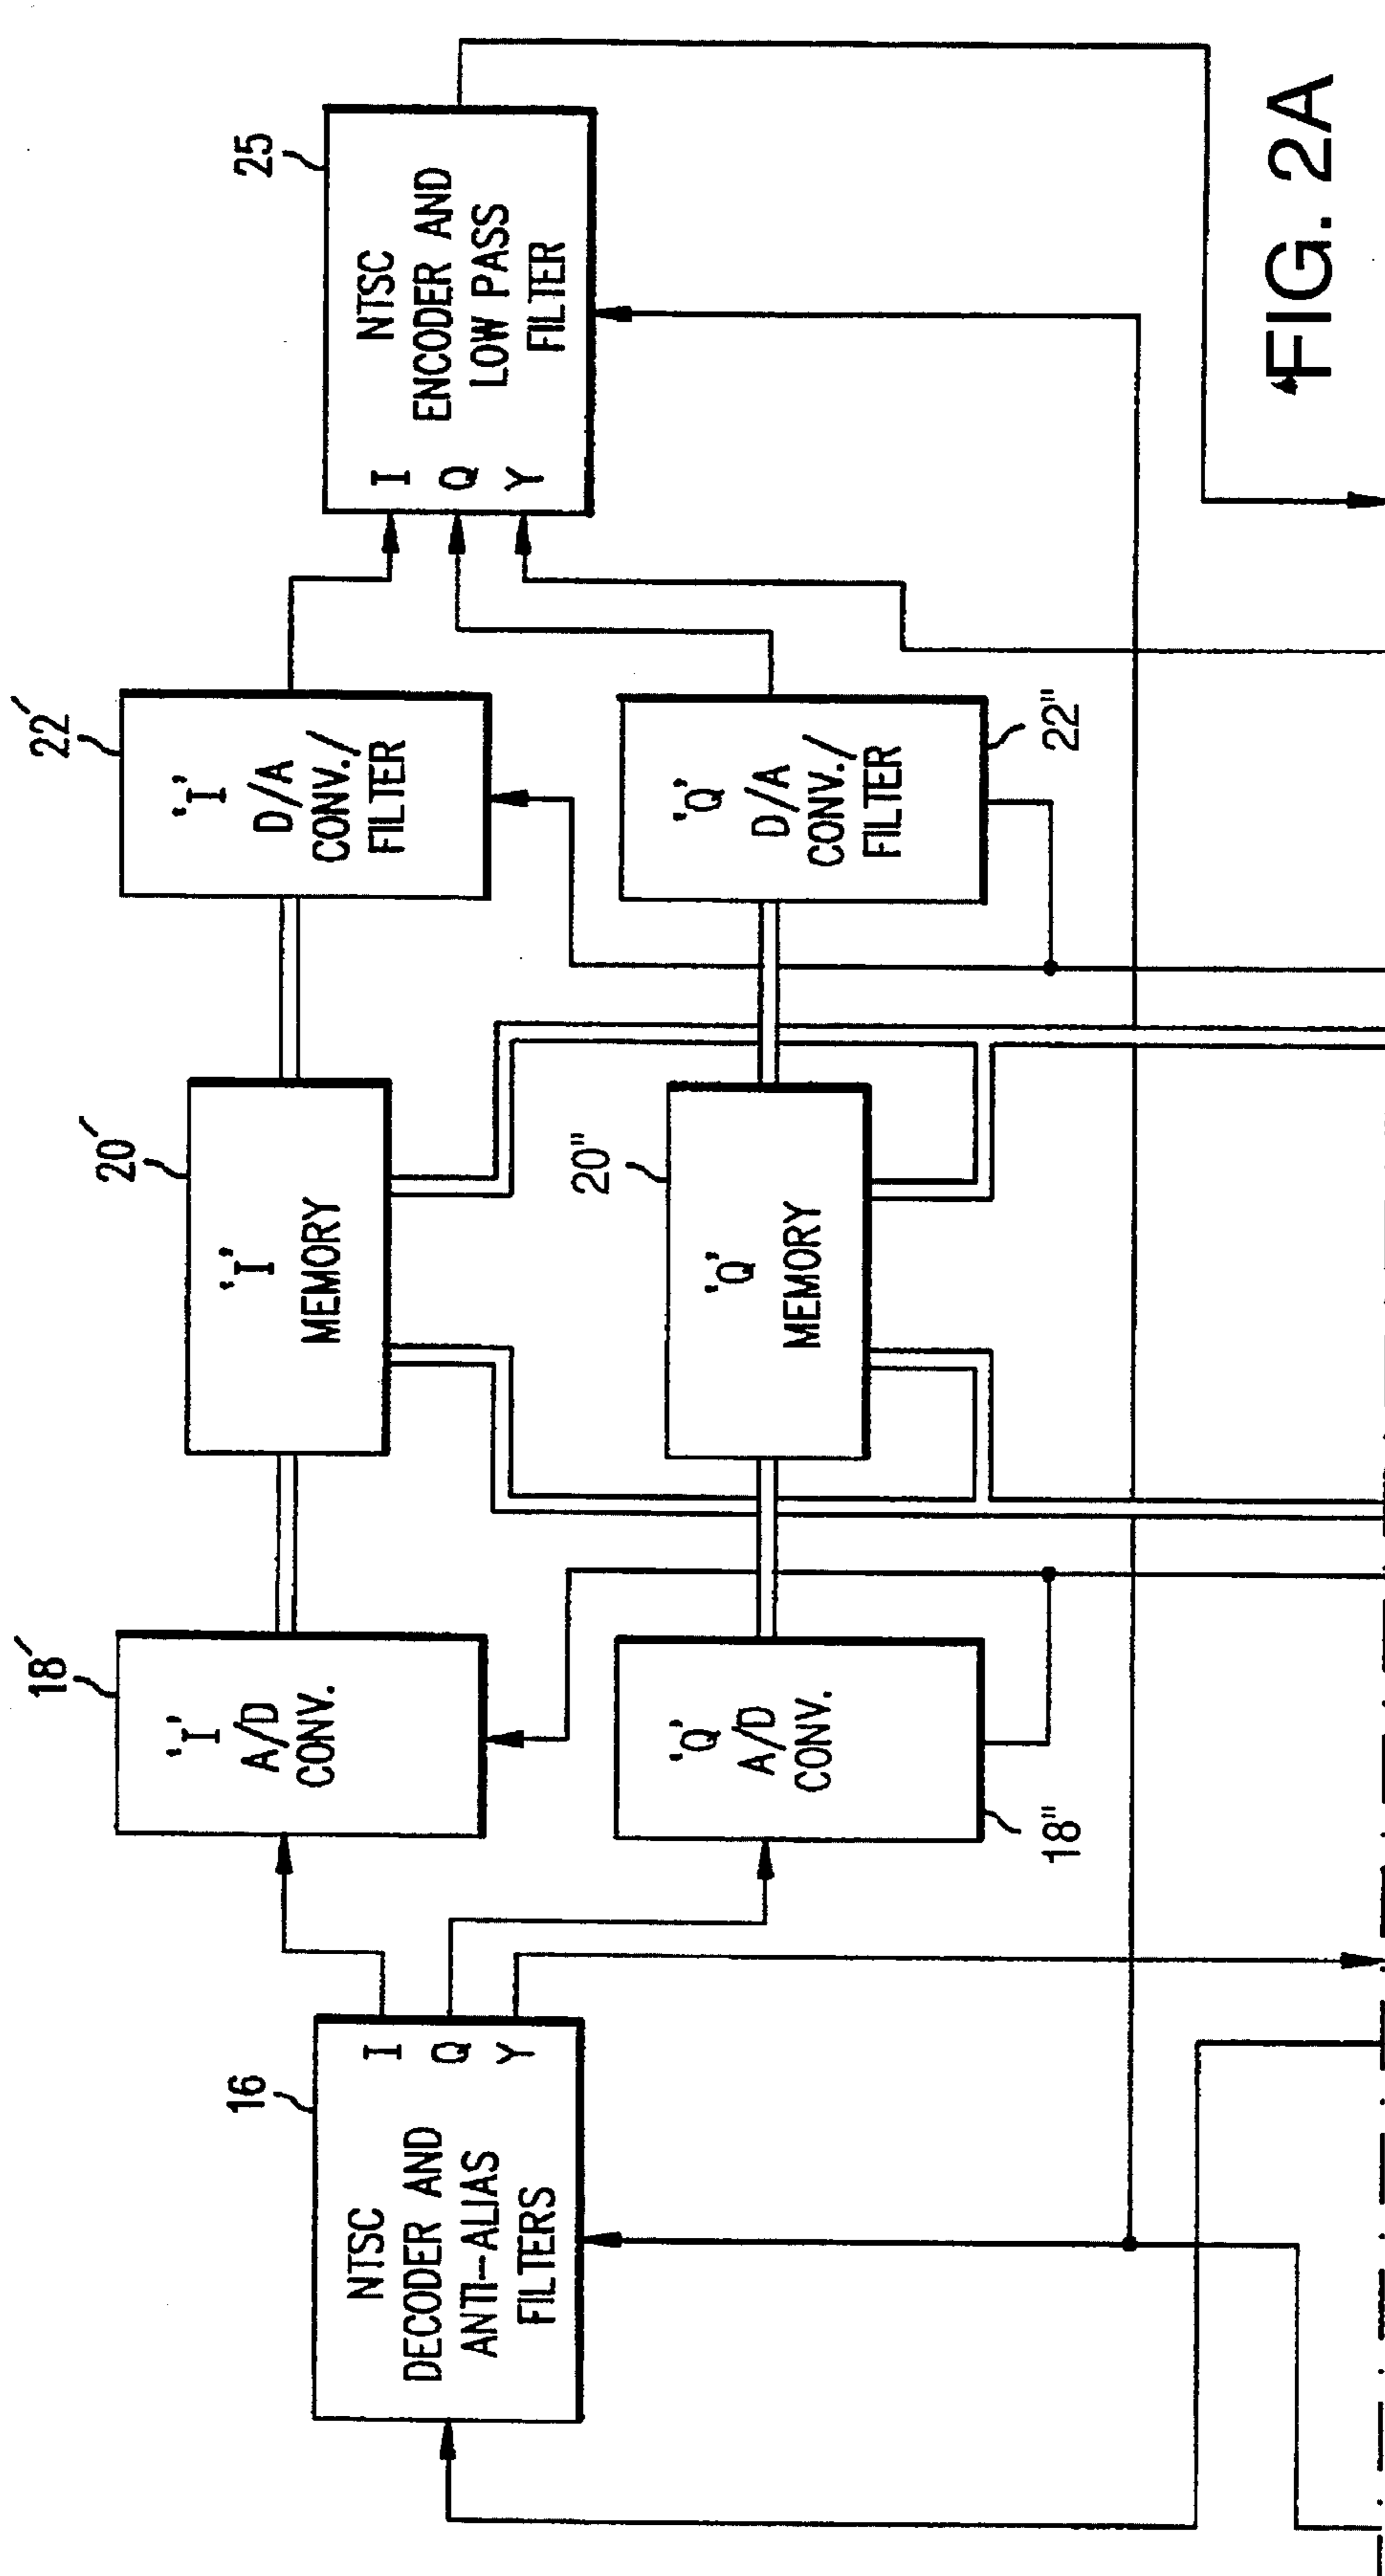 16
NTSC
DECODER AND
ANTI-ALIAS
FILTERS
I
Q
Y
18'
'I'
A/D
CONV.
'Q'
A/D
CONV.
18"
20'
'I'
MEMORY
20"
'Q'
MEMORY
22'
'I'
D/A
CONV./
FILTER
'Q'
D/A
CONV./
FILTER
22"
25
I
Q
Y
NTSC
ENCODER AND
LOW PASS
FILTER
FIG. 2A